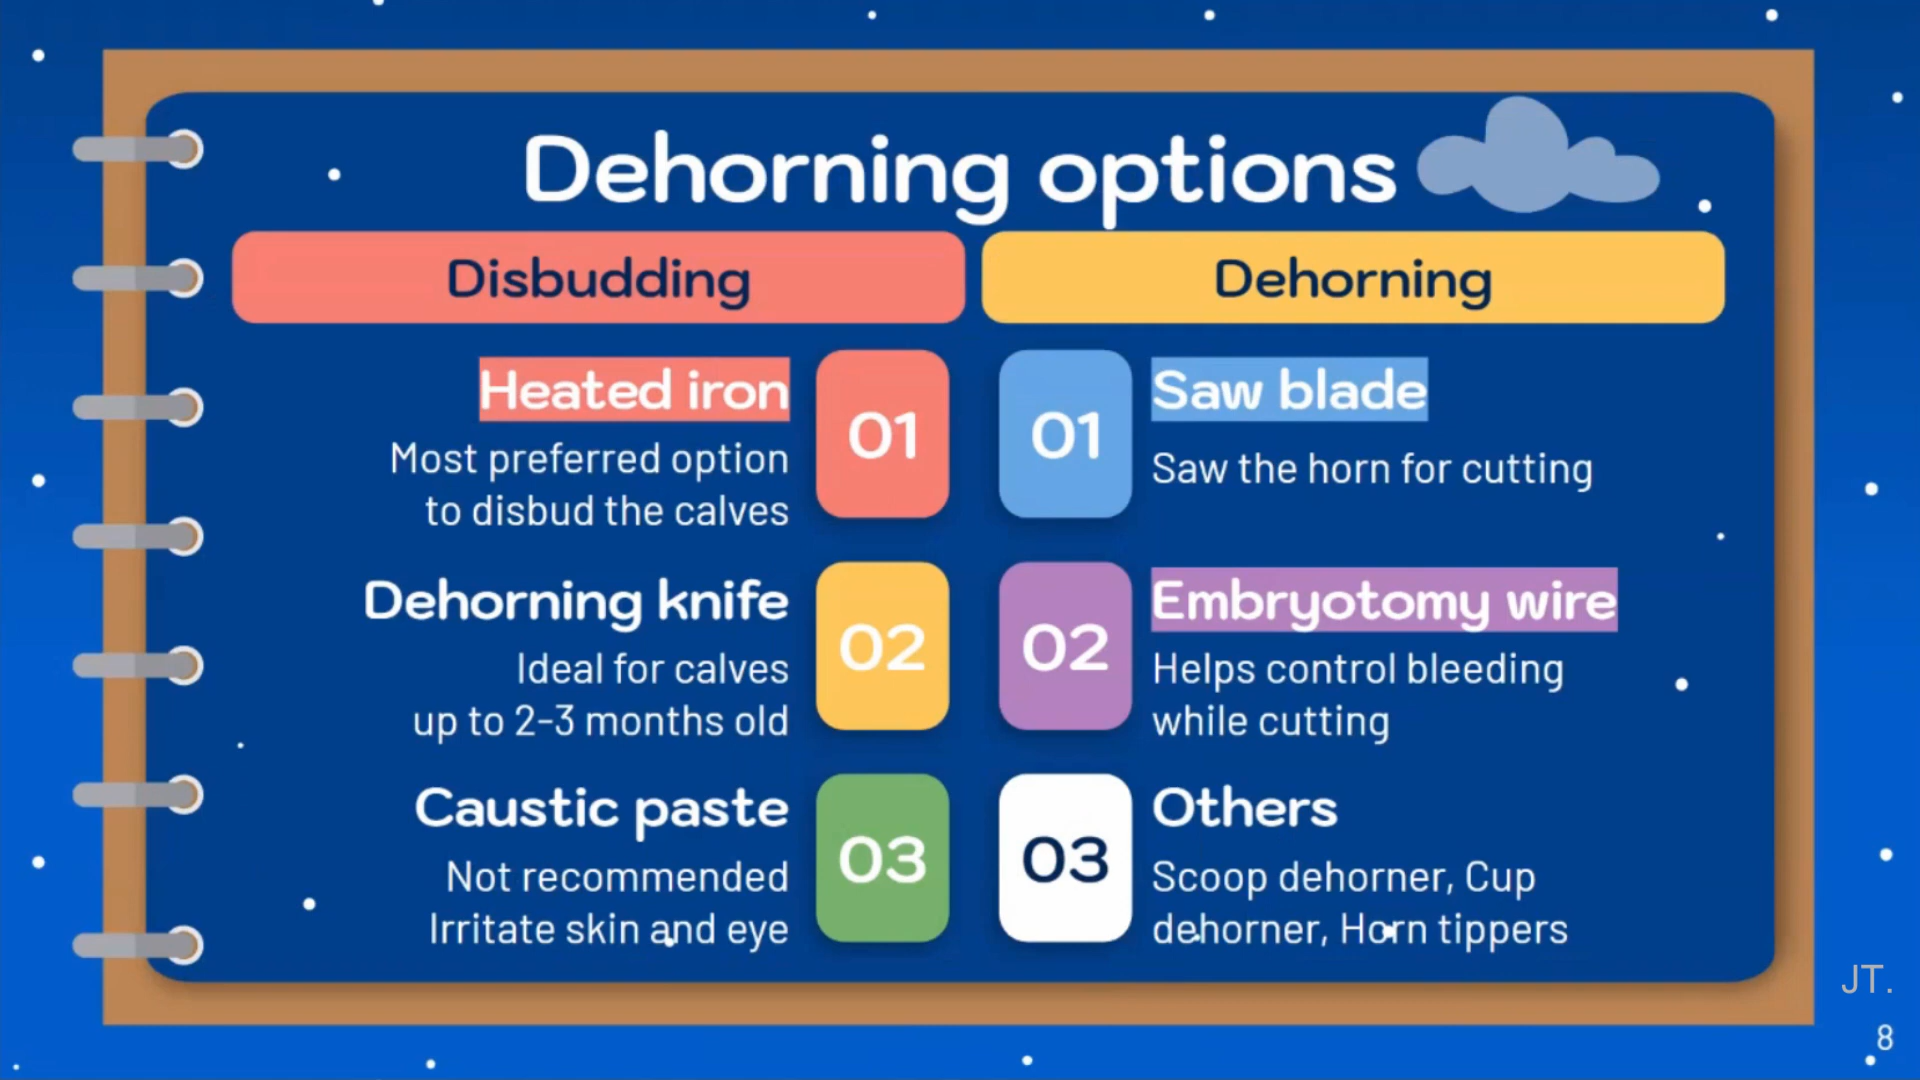 Dehorning options
Disbudding
Dehorning
Heated iron
Most preferred option
to disbud the calves
01
Dehorning knife
Ideal for calves
up to 2-3 months old
02
Caustic paste
Not recommended
Irritate skin and eye
03
01
Saw blade
Saw the horn for cutting
02
Embryotomy wire
Helps control bleeding
while cutting
03
Others
Scoop dehorner, Cup
dehorner, Horn tippers
JT.
8